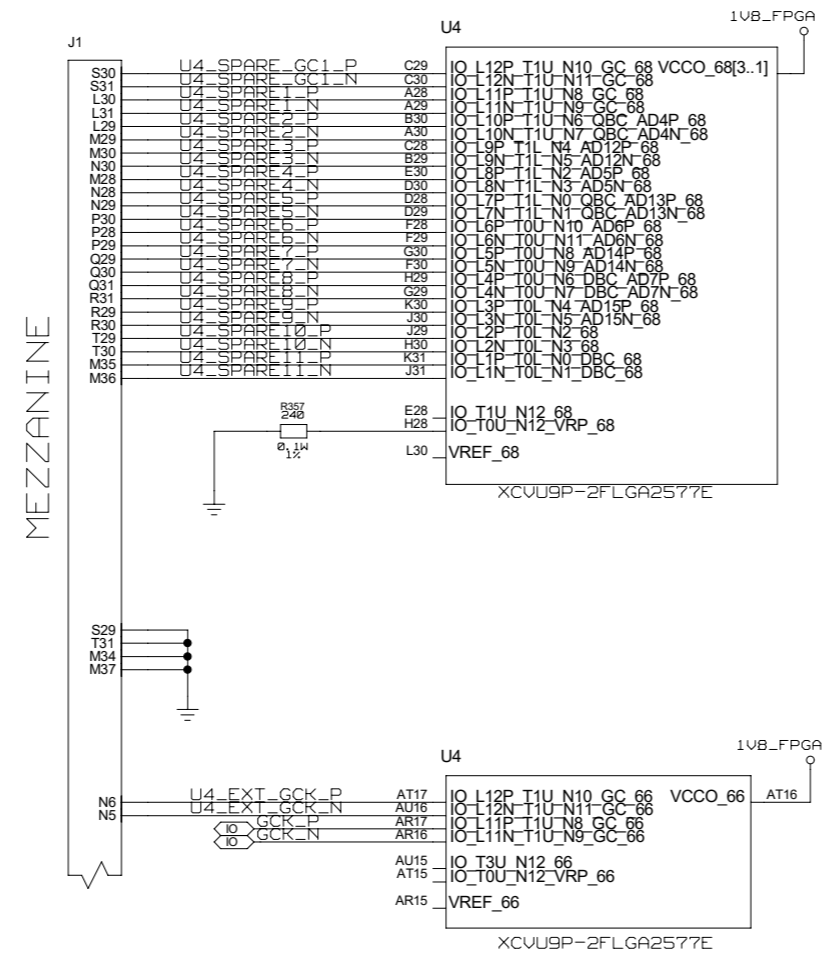 1V8_FPGA
U4
J1
S30 U4_SPARE_GC1_P C29 IO_L12P_T1U_N10_GC_68 VCCO_68[3..1]
S31 U4_SPARE_GC1_N C30 IO_L12N_T1U_N11_GC_68
L30 U4_SPARE1_P A28 IO_L11P_T1U_N8_GC_68
L31 U4_SPARE1_N A29 IO_L11N_T1U_N9_GC_68
L29 U4_SPARE2_P B30 IO_L10P_T1U_N6_QBC_AD4P_68
M29 U4_SPARE2_N A30 IO_L10N_T1U_N7_QBC_AD4N_68
M30 U4_SPARE3_P C28 IO_L9P_T1L_N4_AD12P_68
N30 U4_SPARE3_N B29 IO_L9N_T1L_N5_AD12N_68
M28 U4_SPARE4_P E30 IO_L8P_T1L_N2_AD5P_68
N28 U4_SPARE4_N D30 IO_L8N_T1L_N3_AD5N_68
N29 U4_SPARE5_P D28 IO_L7P_T1L_N0_QBC_AD13P_68
P30 U4_SPARE5_N D29 IO_L7N_T1L_N1_QBC_AD13N_68
P28 U4_SPARE6_P F28 IO_L6P_T0U_N10_AD6P_68
P29 U4_SPARE6_N F29 IO_L6N_T0U_N11_AD6N_68
Q29 U4_SPARE7_P G30 IO_L5P_T0U_N8_AD14P_68
Q30 U4_SPARE7_N F30 IO_L5N_T0U_N9_AD14N_68
Q31 U4_SPARE8_P H29 IO_L4P_T0U_N6_DBC_AD7P_68
R31 U4_SPARE8_N G29 IO_L4N_T0U_N7_DBC_AD7N_68
R29 U4_SPARE9_P K30 IO_L3P_T0L_N4_AD15P_68
R30 U4_SPARE9_N J30 IO_L3N_T0L_N5_AD15N_68
T29 U4_SPARE10_P J29 IO_L2P_T0L_N2_68
T30 U4_SPARE10_N H30 IO_L2N_T0L_N3_68
M35 U4_SPARE11_P K31 IO_L1P_T0L_N0_DBC_68
M36 U4_SPARE11_N J31 IO_L1N_T0L_N1_DBC_68
MEZZANINE
E28 IO_T1U_N12_68
R357
240
0.1W
1%
H28 IO_T0U_N12_VRP_68
L30 VREF_68
XCVU9P-2FLGA2577E
S29
T31
M34
M37
1V8_FPGA
U4
N6 U4_EXT_GCK_P AT17 IO_L12P_T1U_N10_GC_66 VCCO_66 AT16
N5 U4_EXT_GCK_N AU16 IO_L12N_T1U_N11_GC_66
IO GCK_P AR17 IO_L11P_T1U_N8_GC_66
IO GCK_N AR16 IO_L11N_T1U_N9_GC_66
AU15 IO_T3U_N12_66
AT15 IO_T0U_N12_VRP_66
AR15 VREF_66
XCVU9P-2FLGA2577E